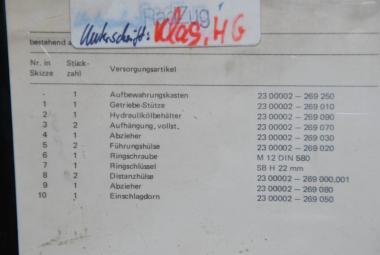 Unterschrift: Klas, HG
bestehend a
Nr. in Skizze Stück-zahl Versorgungsartikel
- 1 Aufbewahrungskasten 23 00002 – 269 250
1 1 Getriebe-Stütze 23 00002 – 269 010
2 1 Hydraulikölbehälter 23 00002 – 269 090
3 2 Aufhängung, vollst. 23 00002 – 269 070
4 1 Abzieher 23 00002 – 269 030
5 2 Führungshülse 23 00002 – 269 020
6 1 Ringschraube M 12 DIN 580
7 1 Ringschlüssel SB H 22 mm
8 2 Distanzhülse 23 00002 – 269 000,001
9 1 Abzieher 23 00002 – 269 080
10 1 Einschlagdorn 23 00002 – 269 050